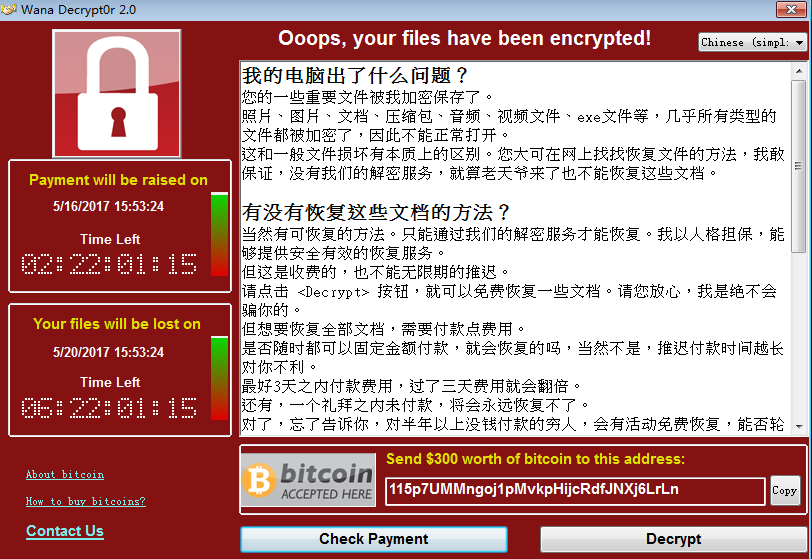 Wana Decrypt0r 2.0
Ooops, your files have been encrypted!
Chinese (simpl:
Payment will be raised on
5/16/2017 15:53:24
Time Left
02:22:01:15
Your files will be lost on
5/20/2017 15:53:24
Time Left
06:22:01:15
About bitcoin
How to buy bitcoins?
Contact Us
我的电脑出了什么问题？
您的一些重要文件被我加密保存了。
照片、图片、文档、压缩包、音频、视频文件、exe文件等，几乎所有类型的
文件都被加密了，因此不能正常打开。
这和一般文件损坏有本质上的区别。您大可在网上找找恢复文件的方法，我敢
保证，没有我们的解密服务，就算老天爷来了也不能恢复这些文档。
有没有恢复这些文档的方法？
当然有可恢复的方法。只能通过我们的解密服务才能恢复。我以人格担保，能
够提供安全有效的恢复服务。
但这是收费的，也不能无限期的推迟。
请点击 <Decrypt> 按钮，就可以免费恢复一些文档。请您放心，我是绝不会
骗你的。
但想要恢复全部文档，需要付款点费用。
是否随时都可以固定金额付款，就会恢复的吗，当然不是，推迟付款时间越长
对你不利。
最好3天之内付款费用，过了三天费用就会翻倍。
还有，一个礼拜之内未付款，将会永远恢复不了。
对了，忘了告诉你，对半年以上没钱付款的穷人，会有活动免费恢复，能否轮
bitcoin
ACCEPTED HERE
Send $300 worth of bitcoin to this address:
115p7UMMngoj1pMvkpHijcRdfJNXj6LrLn
Copy
Check Payment
Decrypt